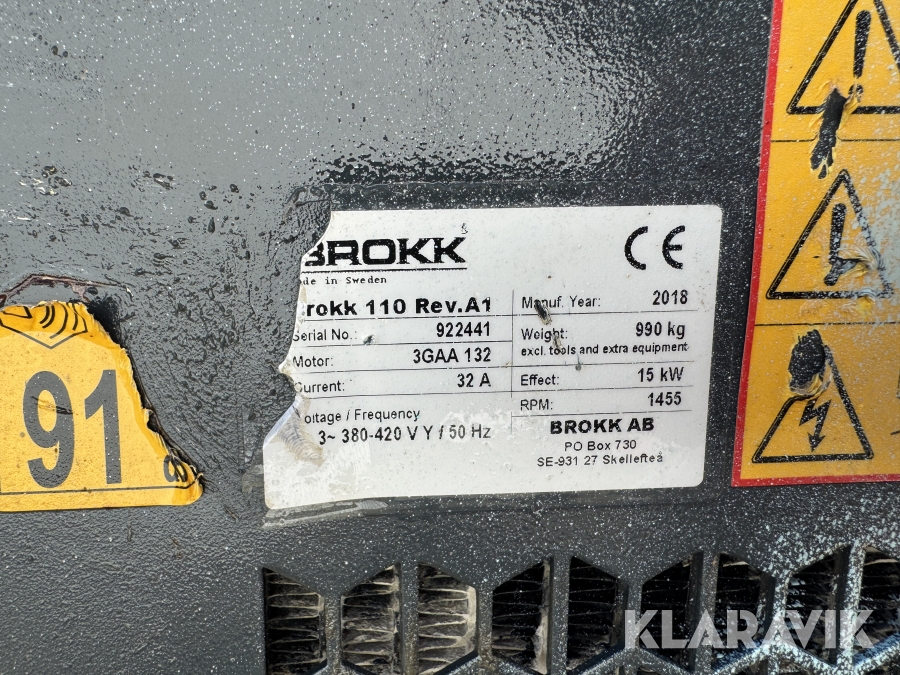 BROKK
CE
de in Sweden
rokk 110 Rev.A1
Serial No.: 922441
Motor: 3GAA 132
Current: 32 A
oltage / Frequency
3~ 380-420 V Y / 50 Hz
Manuf. Year: 2018
Weight: 990 kg
excl. tools and extra equipment
Effect: 15 kW
RPM: 1455
BROKK AB
PO Box 730
SE-931 27 Skellefteå
91
KLARAVIK